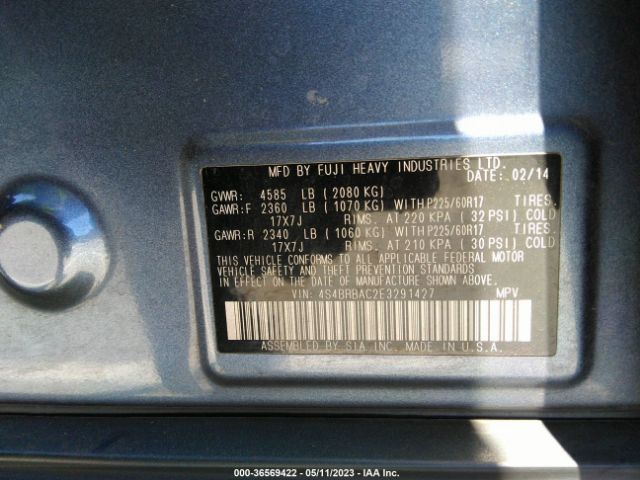 MFD BY FUJI HEAVY INDUSTRIES LTD.
DATE: 02/14
GVWR: 4585 LB (2080 KG)
GAWR:F 2360 LB (1070 KG) WITH P225/60R17 TIRES.
17X7J RIMS. AT 220 KPA (32 PSI) COLD
GAWR:R 2340 LB (1060 KG) WITH P225/60R17 TIRES.
17X7J RIMS. AT 210 KPA (30 PSI) COLD
THIS VEHICLE CONFORMS TO ALL APPLICABLE FEDERAL MOTOR
VEHICLE SAFETY AND THEFT PREVENTION STANDARDS
IN EFFECT ON THE DATE OF MANUFACTURE SHOWN ABOVE.
VIN: 4S4BRBAC2E3291427 MPV
ASSEMBLED BY SIA INC. MADE IN U.S.A.
000-36569422 - 05/11/2023 - IAA Inc.